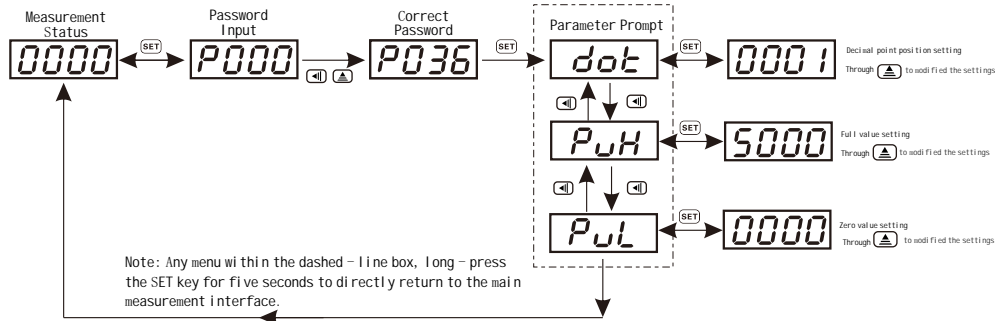 Measurement
Status
Password
Input
Correct
Password
Parameter Prompt
0000
SET
P000
P036
SET
dot
SET
0001
Decimal point position setting
Through to modified the settings
PuH
SET
5000
Full value setting
Through to modified the settings
PuL
SET
0000
Zero value setting
Through to modified the settings
Note: Any menu within the dashed – line box, long – press
the SET key for five seconds to directly return to the main
measurement interface.